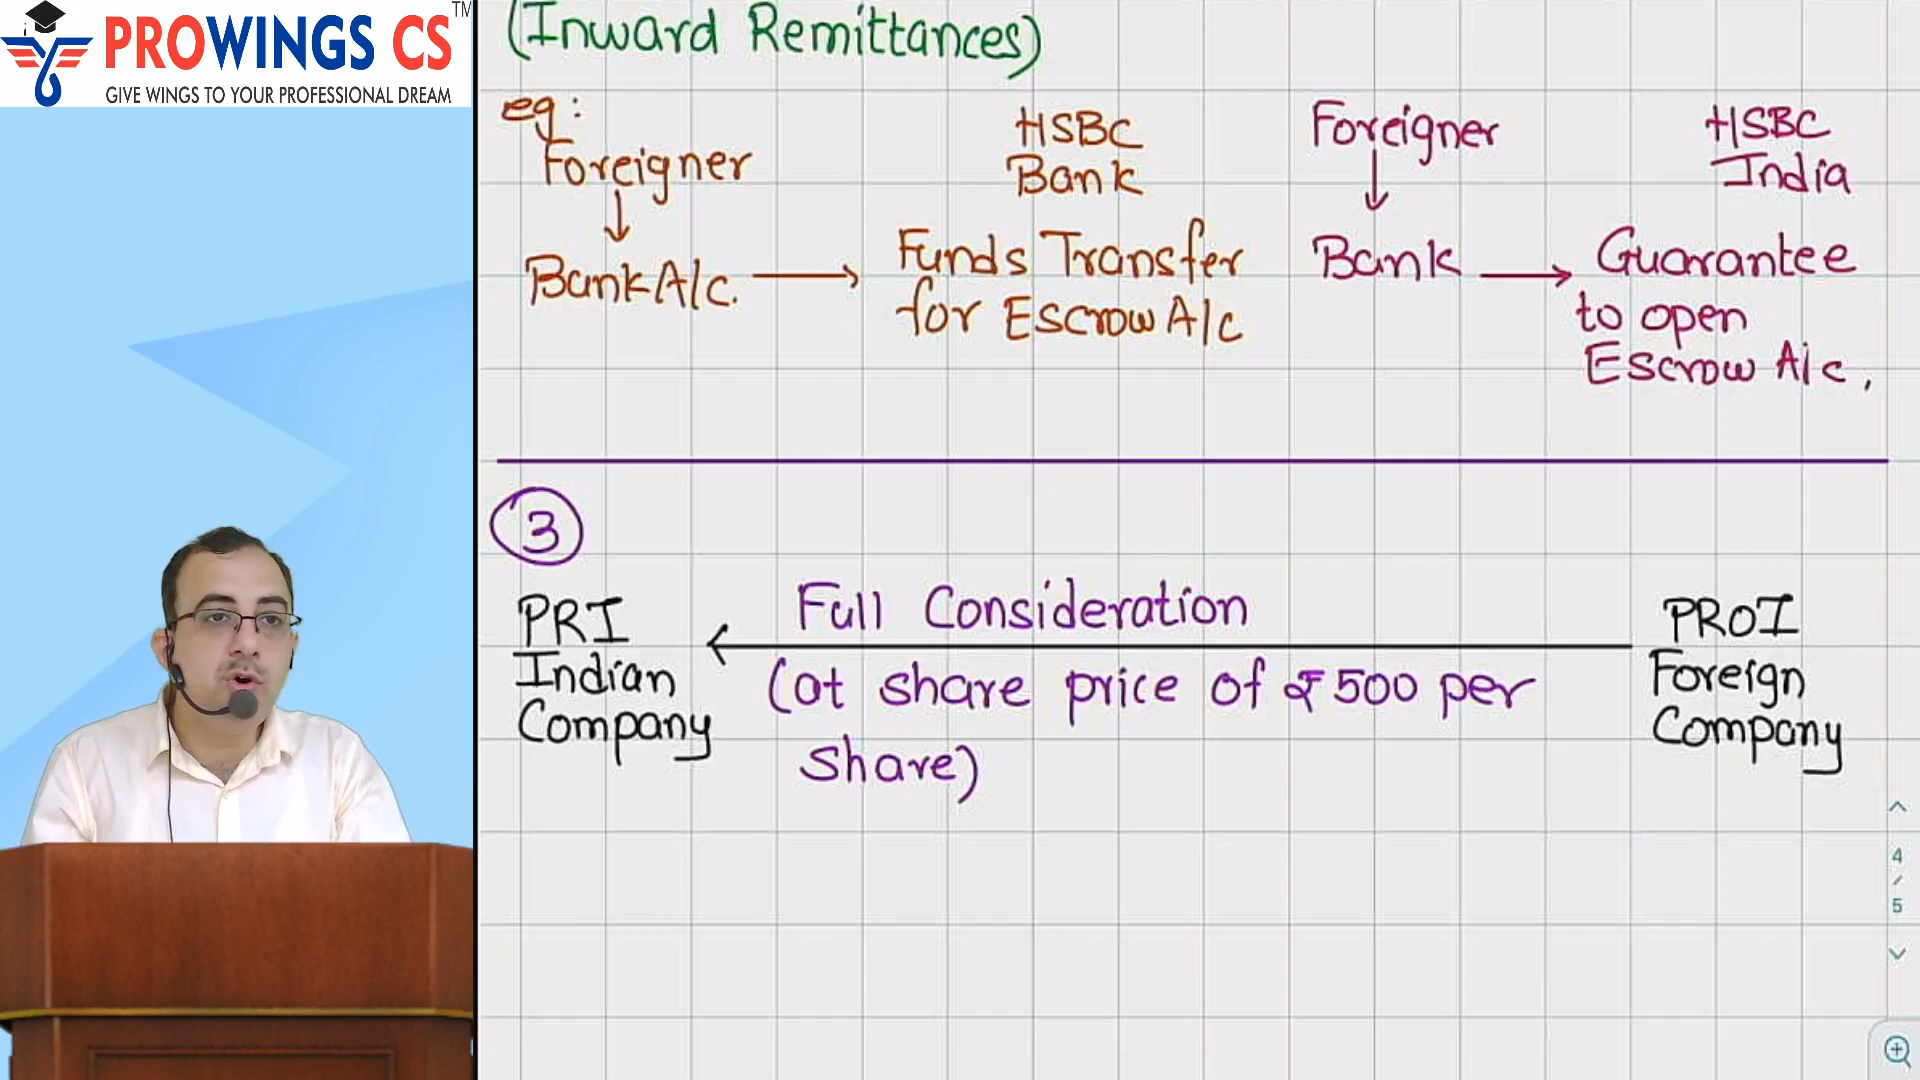 PROWINGS CS TM
GIVE WINGS TO YOUR PROFESSIONAL DREAM
(Inward Remittances)
eg:
Foreigner
Bank A/c.
HSBC
Bank
Funds Transfer
for Escrow A/c
Foreigner
Bank
HSBC
India
Guarantee
to open
Escrow A/c.
3
PRI
Indian
Company
Full Consideration
(at share price of ₹500 per
share)
PROI
Foreign
Company
4
/
5